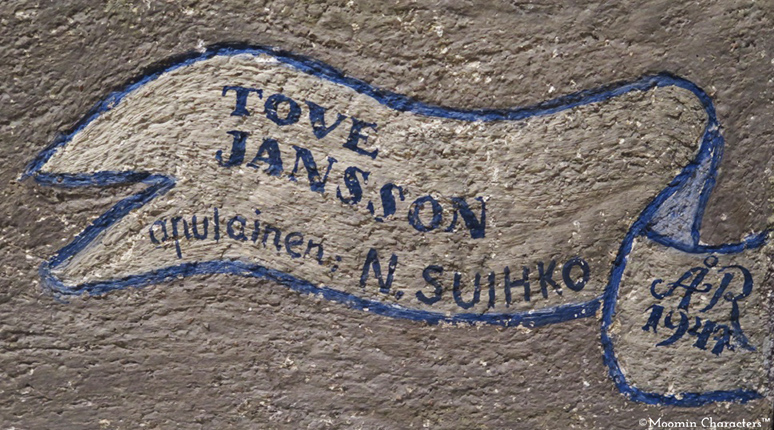 TOVE
JANSSON
apulainen: N. SUIHKO
ÅR
1947
©Moomin Characters™